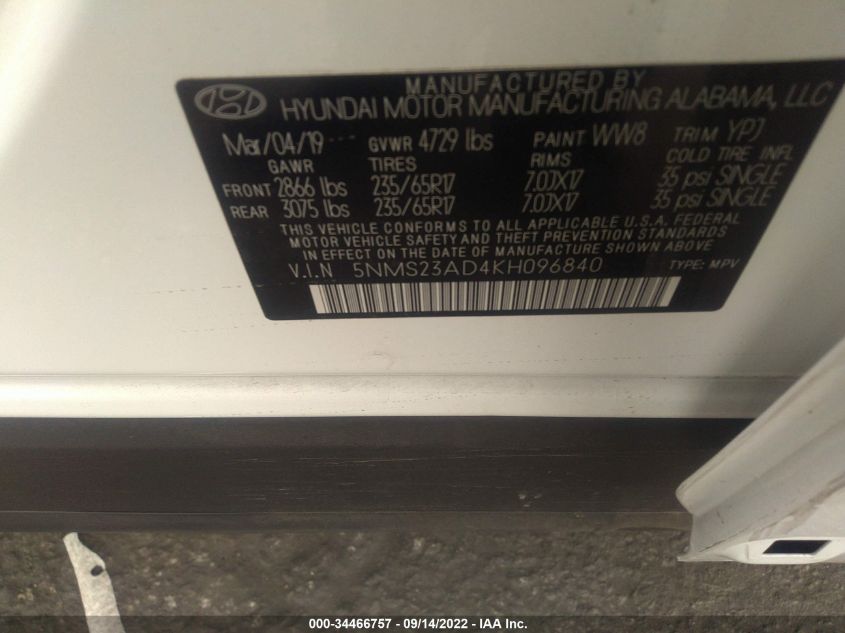 MANUFACTURED BY
HYUNDAI MOTOR MANUFACTURING ALABAMA, LLC
Mar/04/19 GVWR 4729 lbs PAINT WW8 TRIM YPJ
GAWR TIRES RIMS COLD TIRE INFL
FRONT 2866 lbs 235/65R17 7.0JX17 35 psi SINGLE
REAR 3075 lbs 235/65R17 7.0JX17 35 psi SINGLE
THIS VEHICLE CONFORMS TO ALL APPLICABLE U.S.A. FEDERAL
MOTOR VEHICLE SAFETY AND THEFT PREVENTION STANDARDS
IN EFFECT ON THE DATE OF MANUFACTURE SHOWN ABOVE
V.I.N 5NMS23AD4KH096840 TYPE: MPV
000-34466757 - 09/14/2022 - IAA Inc.